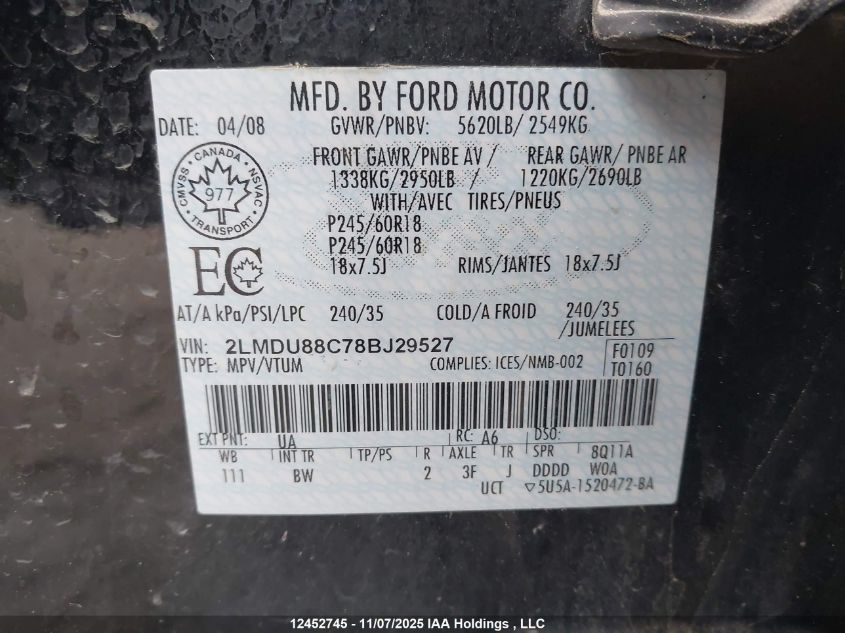 MFD. BY FORD MOTOR CO.
DATE: 04/08 GVWR/PNBV: 5620LB/ 2549KG
FRONT GAWR/PNBE AV / REAR GAWR/ PNBE AR
1338KG/2950LB / 1220KG/2690LB
WITH/AVEC TIRES/PNEUS
CANADA
CMVSS NSVAC
977
TRANSPORT
P245/60R18
P245/60R18
18x7.5J RIMS/JANTES 18x7.5J
EC
AT/A kPa/PSI/LPC 240/35 COLD/A FROID 240/35
/JUMELEES
VIN: 2LMDU88C78BJ29527 F0109
TYPE: MPV/VTUM COMPLIES: ICES/NMB-002 T0160
EXT PNT: UA RC: A6 DSO:
WB INT TR TP/PS R AXLE TR SPR 8Q11A
111 BW 2 3F J DDDD W0A
UCT ▽5U5A-1520472-BA
12452745 - 11/07/2025 IAA Holdings , LLC